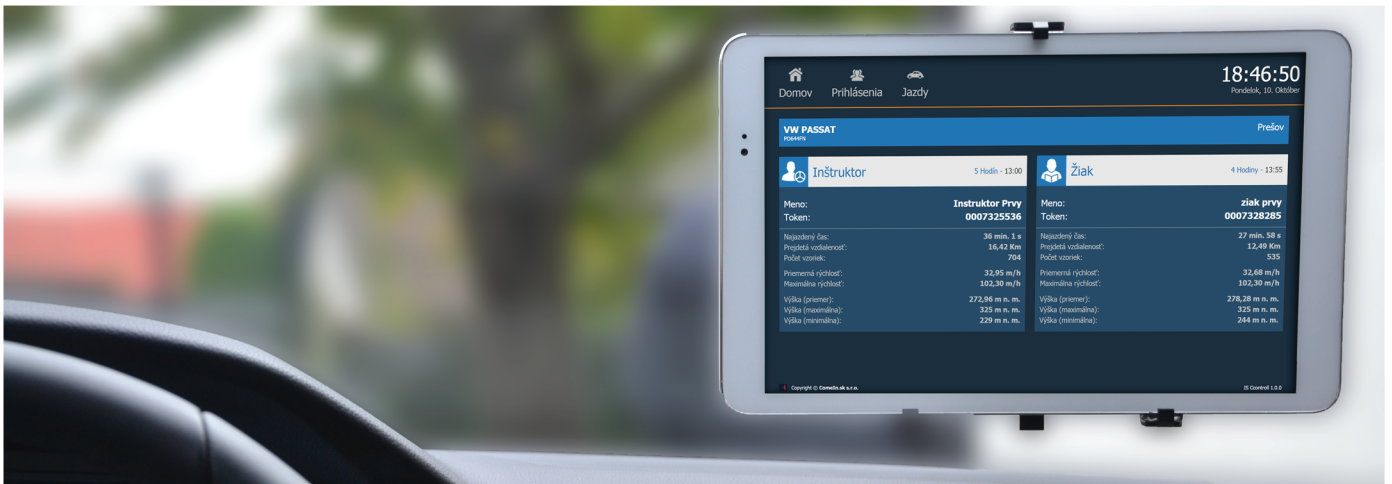 Domov Prihlásenia Jazdy
18:46:50
Pondelok, 10. Október
VW PASSAT Prešov
PO644FN
Inštruktor 5 Hodín - 13:00
Meno: Instruktor Prvy
Token: 0007325536
Najazdený čas: 36 min. 1 s
Prejdetá vzdialenosť: 16,42 Km
Počet vzoriek: 704
Priemerná rýchlosť: 32,95 m/h
Maximálna rýchlosť: 102,30 m/h
Výška (priemer): 272,96 m n. m.
Výška (maximálna): 325 m n. m.
Výška (minimálna): 229 m n. m.
Žiak 4 Hodiny - 13:55
Meno: ziak prvy
Token: 0007328285
Najazdený čas: 27 min. 58 s
Prejdetá vzdialenosť: 12,49 Km
Počet vzoriek: 535
Priemerná rýchlosť: 32,68 m/h
Maximálna rýchlosť: 102,30 m/h
Výška (priemer): 278,28 m n. m.
Výška (maximálna): 325 m n. m.
Výška (minimálna): 244 m n. m.
Copyright © ComeIn.sk s.r.o.
IS Ccontroll 1.0.0